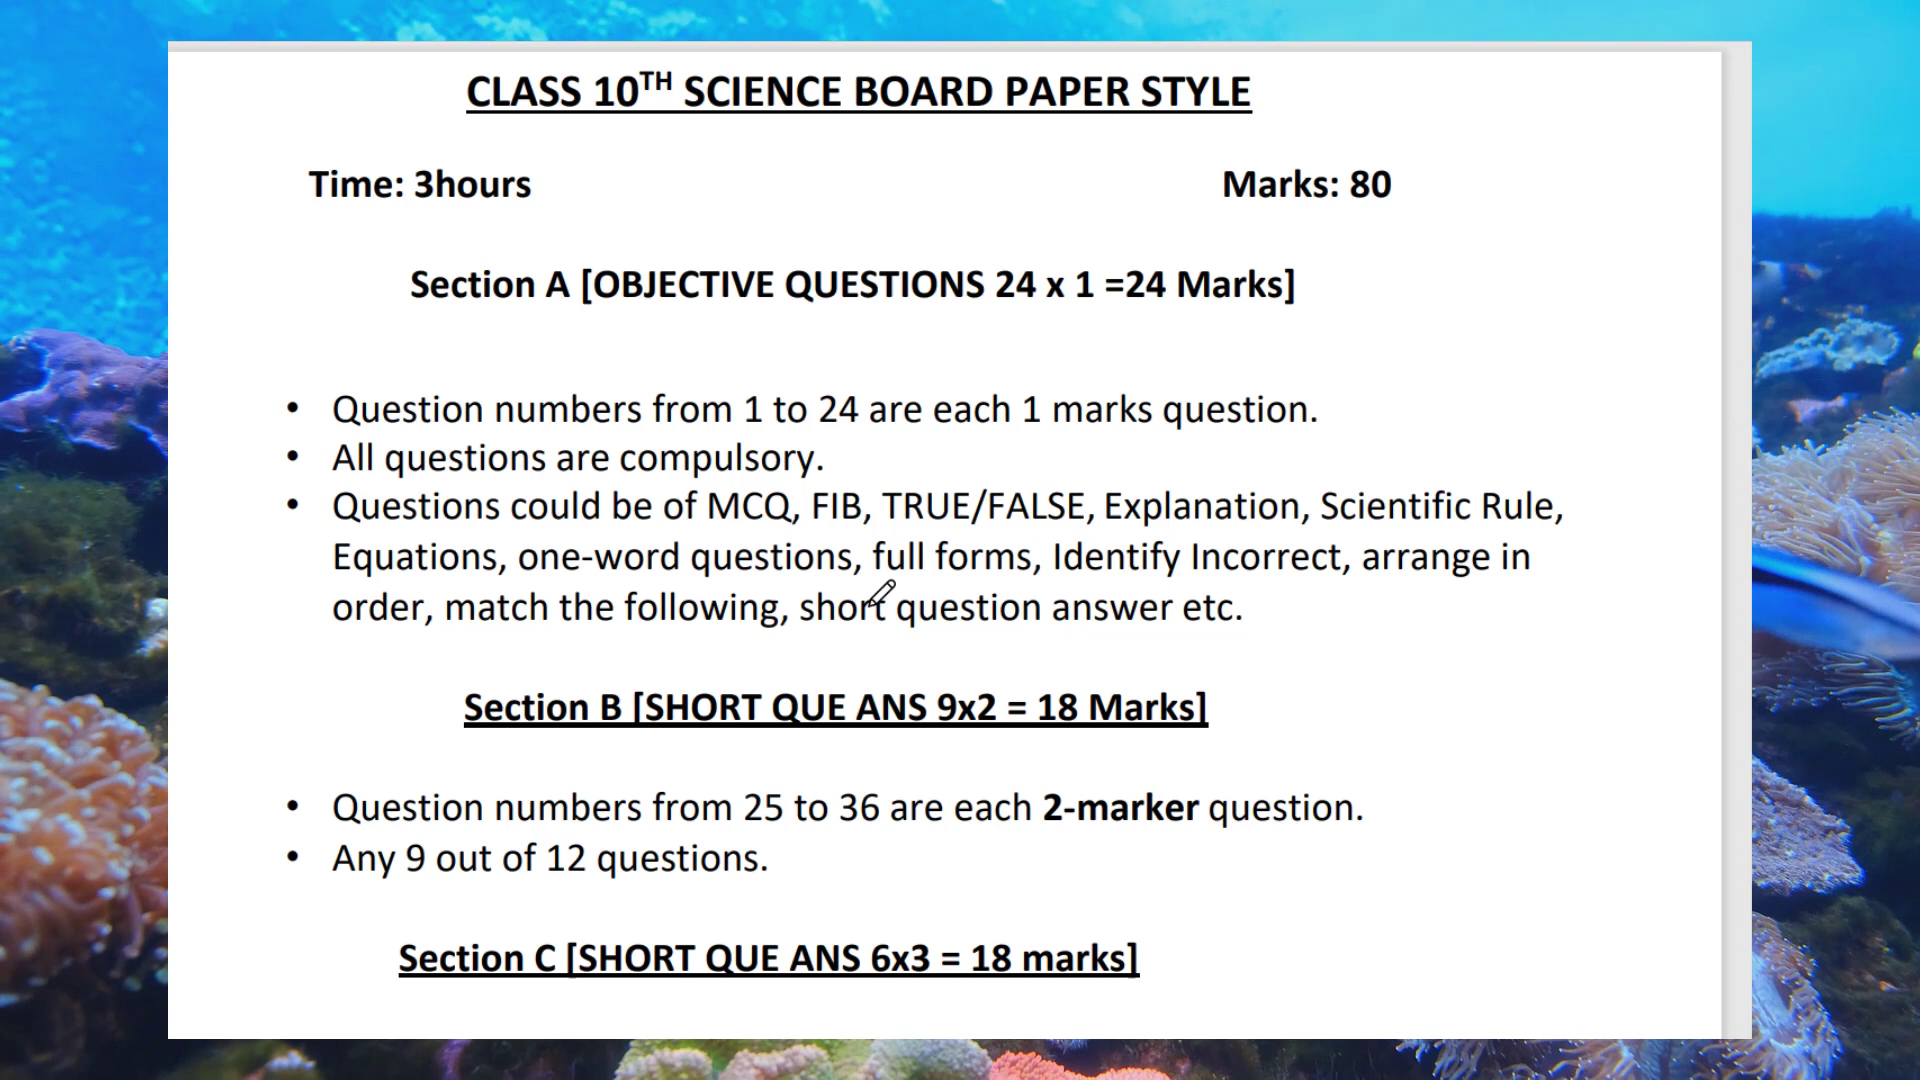 CLASS 10TH SCIENCE BOARD PAPER STYLE
Time: 3hours Marks: 80
Section A [OBJECTIVE QUESTIONS 24 x 1 =24 Marks]
• Question numbers from 1 to 24 are each 1 marks question.
• All questions are compulsory.
• Questions could be of MCQ, FIB, TRUE/FALSE, Explanation, Scientific Rule,
Equations, one-word questions, full forms, Identify Incorrect, arrange in
order, match the following, short question answer etc.
Section B [SHORT QUE ANS 9x2 = 18 Marks]
• Question numbers from 25 to 36 are each 2-marker question.
• Any 9 out of 12 questions.
Section C [SHORT QUE ANS 6x3 = 18 marks]